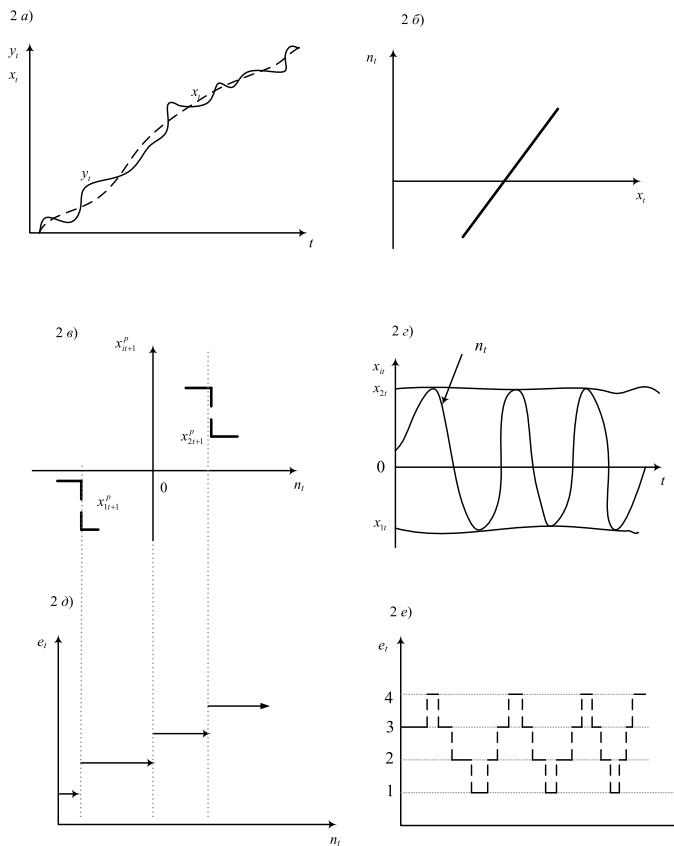 2 а)
y_t
x_t
x_t
y_t
t
2 б)
n_t
x_t
2 в)
x^p_{it+1}
x^p_{2t+1}
x^p_{1t+1}
0
n_t
2 г)
n_t
x_{it}
x_{2t}
0
t
x_{1t}
2 д)
e_t
n_t
2 е)
e_t
4
3
2
1